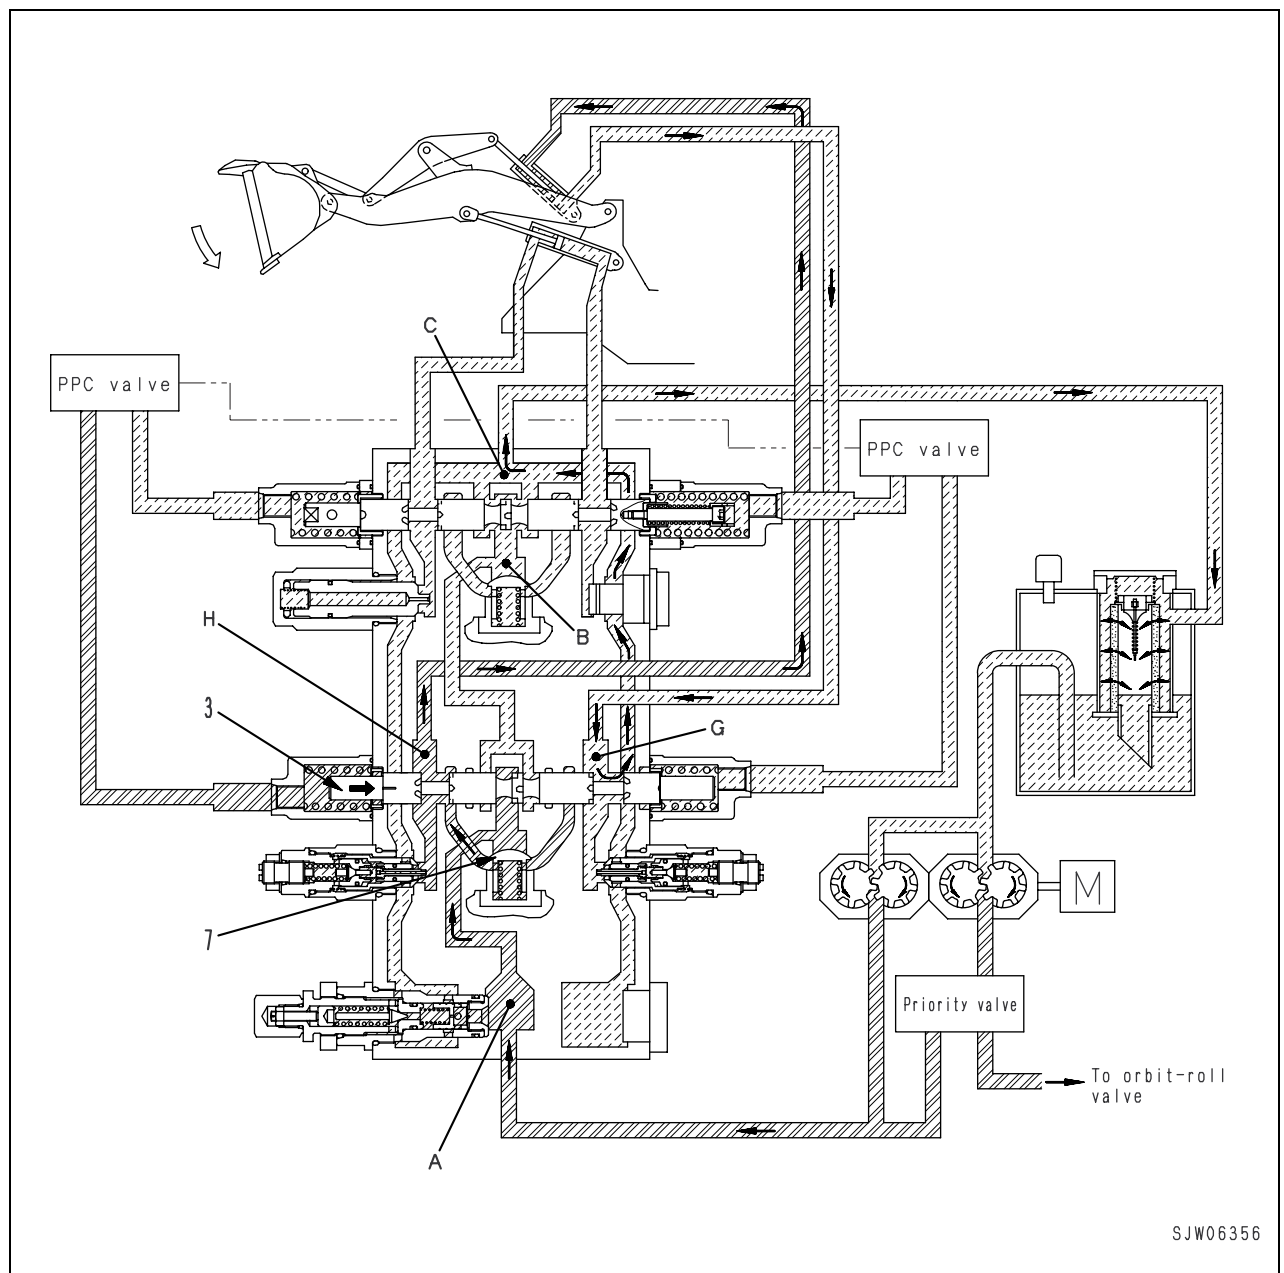 C
PPC valve
PPC valve
H
B
3
G
M
7
Priority valve
A
To orbit-roll
valve
SJW06356